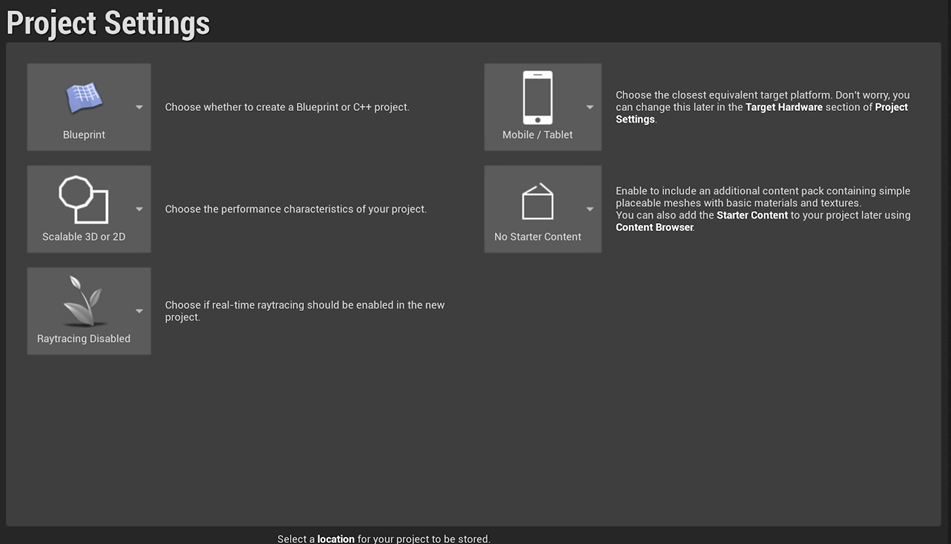 Project Settings
Blueprint
Choose whether to create a Blueprint or C++ project.
Mobile / Tablet
Choose the closest equivalent target platform. Don't worry, you
can change this later in the Target Hardware section of Project
Settings.
Scalable 3D or 2D
Choose the performance characteristics of your project.
No Starter Content
Enable to include an additional content pack containing simple
placeable meshes with basic materials and textures.
You can also add the Starter Content to your project later using
Content Browser.
Raytracing Disabled
Choose if real-time raytracing should be enabled in the new
project.
Select a location for your project to be stored.